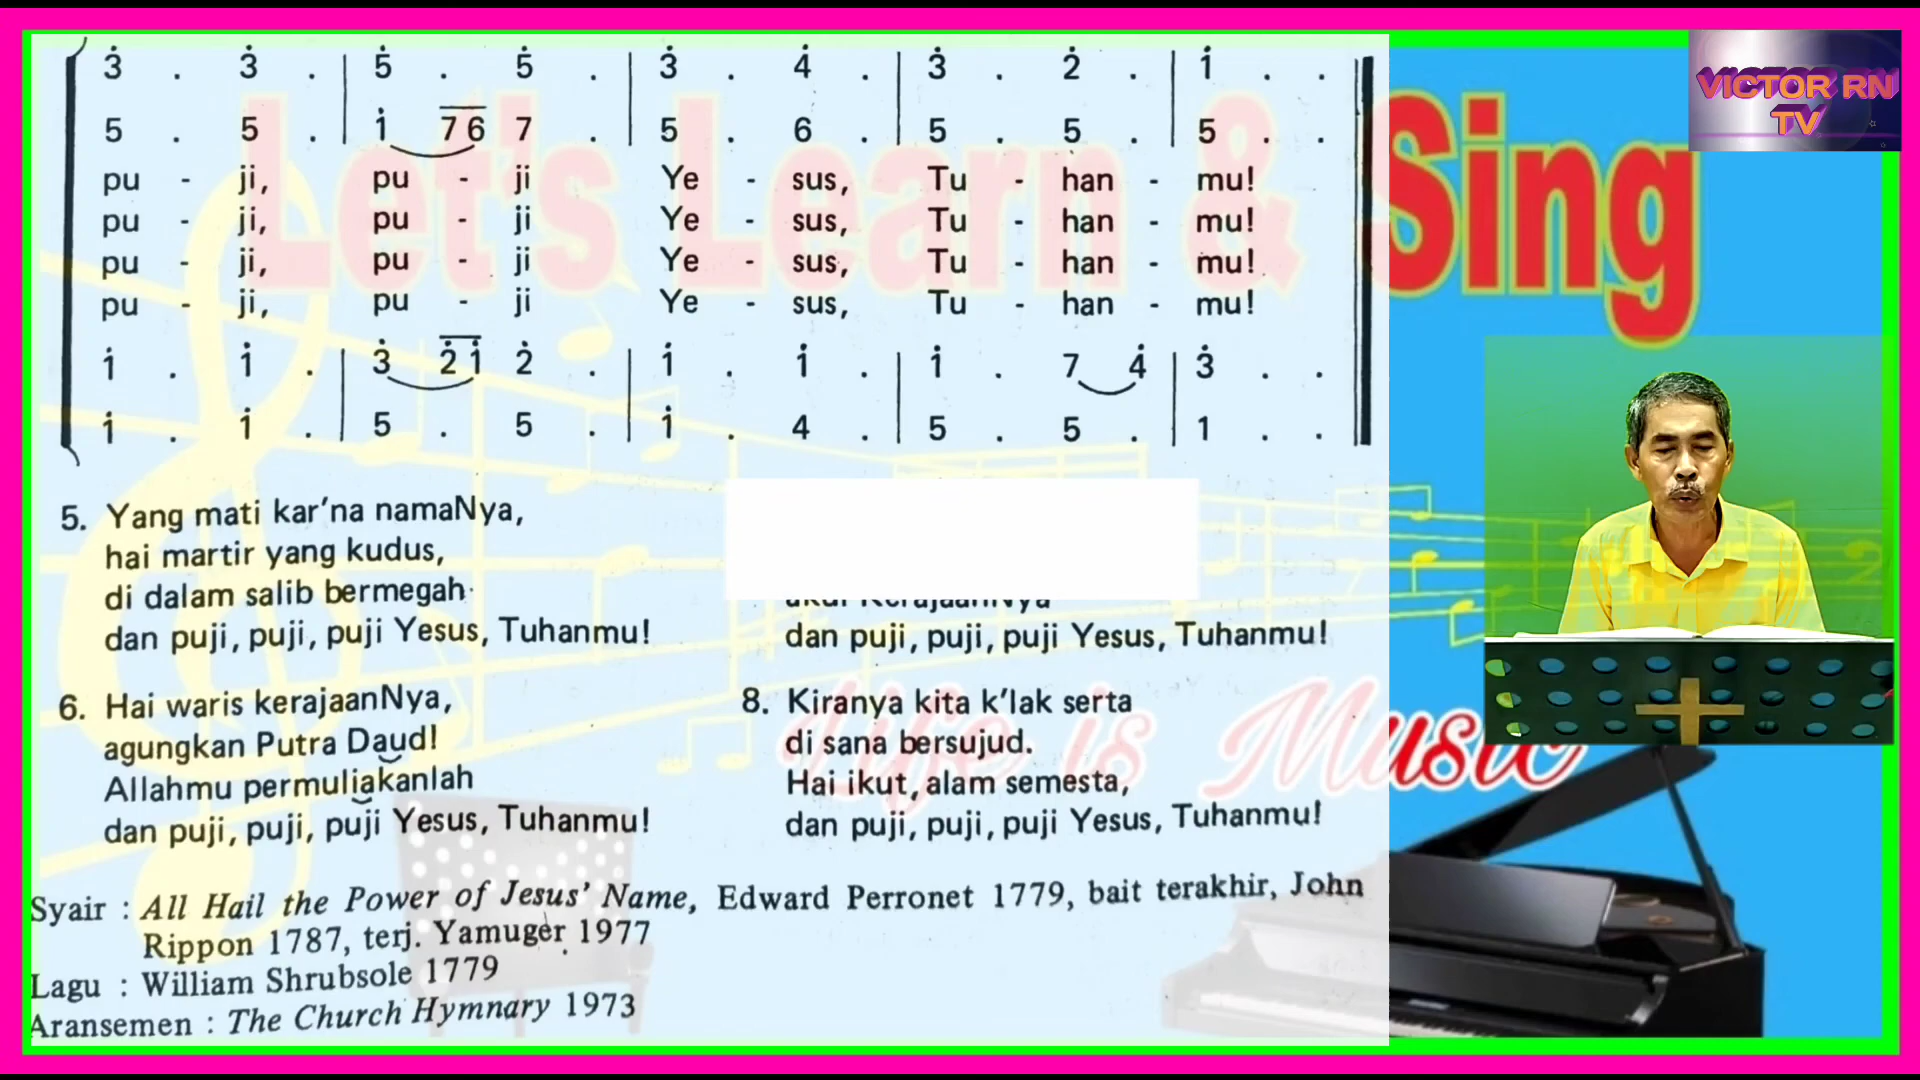 3̇ . 3̇ . | 5̇ . 5̇ . | 3̇ . 4̇ . | 3̇ . 2̇ . | 1̇ . .
5 . 5 . | 1̇ 7 6 7 . | 5 . 6 . | 5 . 5 . | 5 . .
pu - ji, pu - ji Ye - sus, Tu - han - mu!
pu - ji, pu - ji Ye - sus, Tu - han - mu!
pu - ji, pu - ji Ye - sus, Tu - han - mu!
pu - ji, pu - ji Ye - sus, Tu - han - mu!
1̇ . 1̇ . | 3̇ 2̇ 1̇ 2̇ . | 1̇ . 1̇ . | 1̇ . 7 4̇ | 3̇ . .
1̇ . 1̇ . | 5 . 5 . | 1̇ . 4 . | 5 . 5 . | 1 . .
5. Yang mati kar'na namaNya,
hai martir yang kudus,
di dalam salib bermegah
dan puji, puji, puji Yesus, Tuhanmu!
6. Hai waris kerajaanNya,
agungkan Putra Daud!
Allahmu permuliakanlah
dan puji, puji, puji Yesus, Tuhanmu!
dan puji, puji, puji Yesus, Tuhanmu!
8. Kiranya kita k'lak serta
di sana bersujud.
Hai ikut, alam semesta,
dan puji, puji, puji Yesus, Tuhanmu!
Syair : All Hail the Power of Jesus' Name, Edward Perronet 1779, bait terakhir, John
Rippon 1787, terj. Yamuger 1977
Lagu : William Shrubsole 1779
Aransemen : The Church Hymnary 1973
Let's Learn & Sing
Life is Music
VICTOR RN
TV